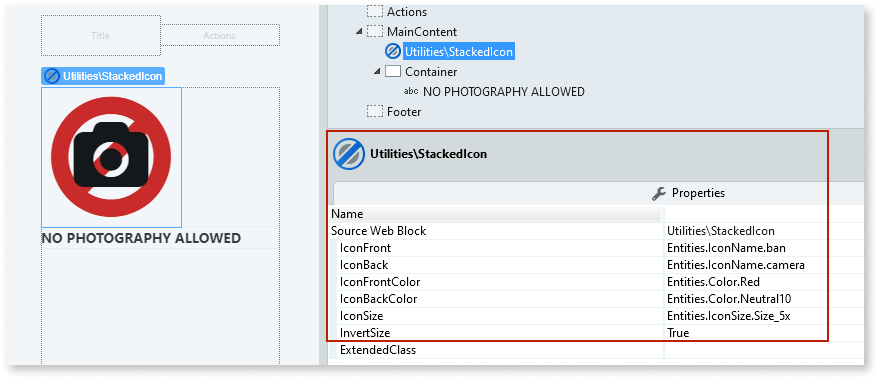 Title
Actions
Utilities\StackedIcon
NO PHOTOGRAPHY ALLOWED
Actions
MainContent
Utilities\StackedIcon
Container
abc NO PHOTOGRAPHY ALLOWED
Footer
Utilities\StackedIcon
Properties
Name
Source Web Block Utilities\StackedIcon
IconFront Entities.IconName.ban
IconBack Entities.IconName.camera
IconFrontColor Entities.Color.Red
IconBackColor Entities.Color.Neutral10
IconSize Entities.IconSize.Size_5x
InvertSize True
ExtendedClass